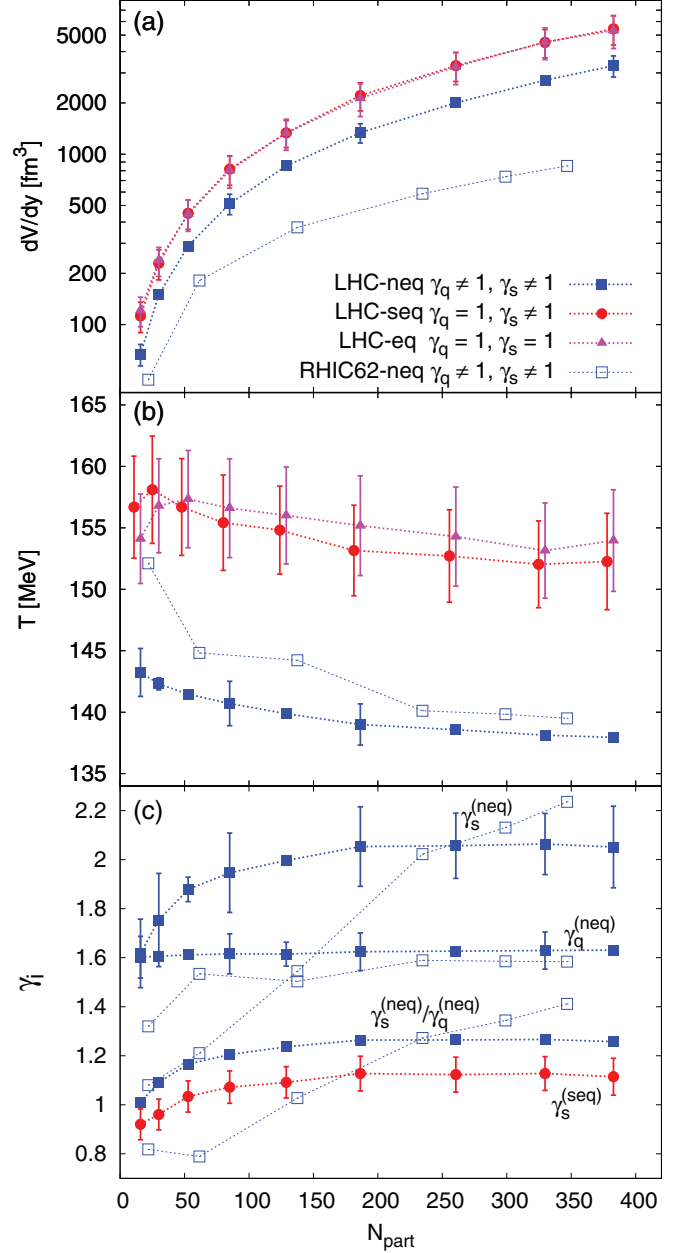 (a)
5000
2000
1000
500
200
100
dV/dy [fm³]
LHC-neq γq ≠ 1, γs ≠ 1
LHC-seq γq = 1, γs ≠ 1
LHC-eq γq = 1, γs = 1
RHIC62-neq γq ≠ 1, γs ≠ 1
(b)
165
160
155
150
145
140
135
T [MeV]
(c)
2.2
2
1.8
1.6
1.4
1.2
1
0.8
γi
γs(neq)
γq(neq)
γs(neq)/γq(neq)
γs(seq)
0 50 100 150 200 250 300 350 400
Npart